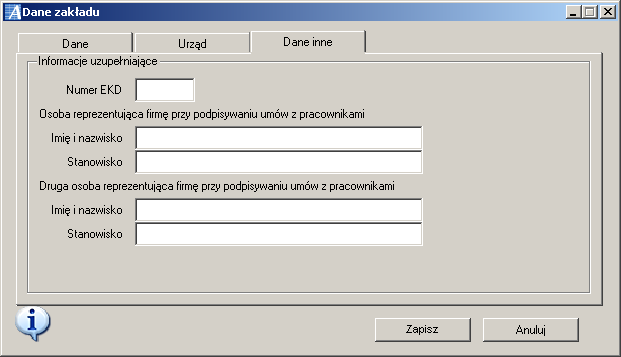 Dane zakładu
Dane Urząd Dane inne
Informacje uzupełniające
Numer EKD
Osoba reprezentująca firmę przy podpisywaniu umów z pracownikami
Imię i nazwisko
Stanowisko
Druga osoba reprezentująca firmę przy podpisywaniu umów z pracownikami
Imię i nazwisko
Stanowisko
Zapisz Anuluj